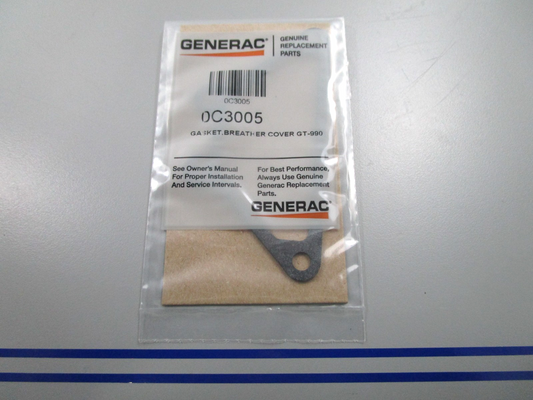 GENERAC®
GENUINE
REPLACEMENT
PARTS
0C3005
0C3005
GASKET,BREATHER COVER GT-990
See Owner's Manual
For Proper Installation
And Service Intervals.
For Best Performance,
Always Use Genuine
Generac Replacement
Parts.
GENERAC